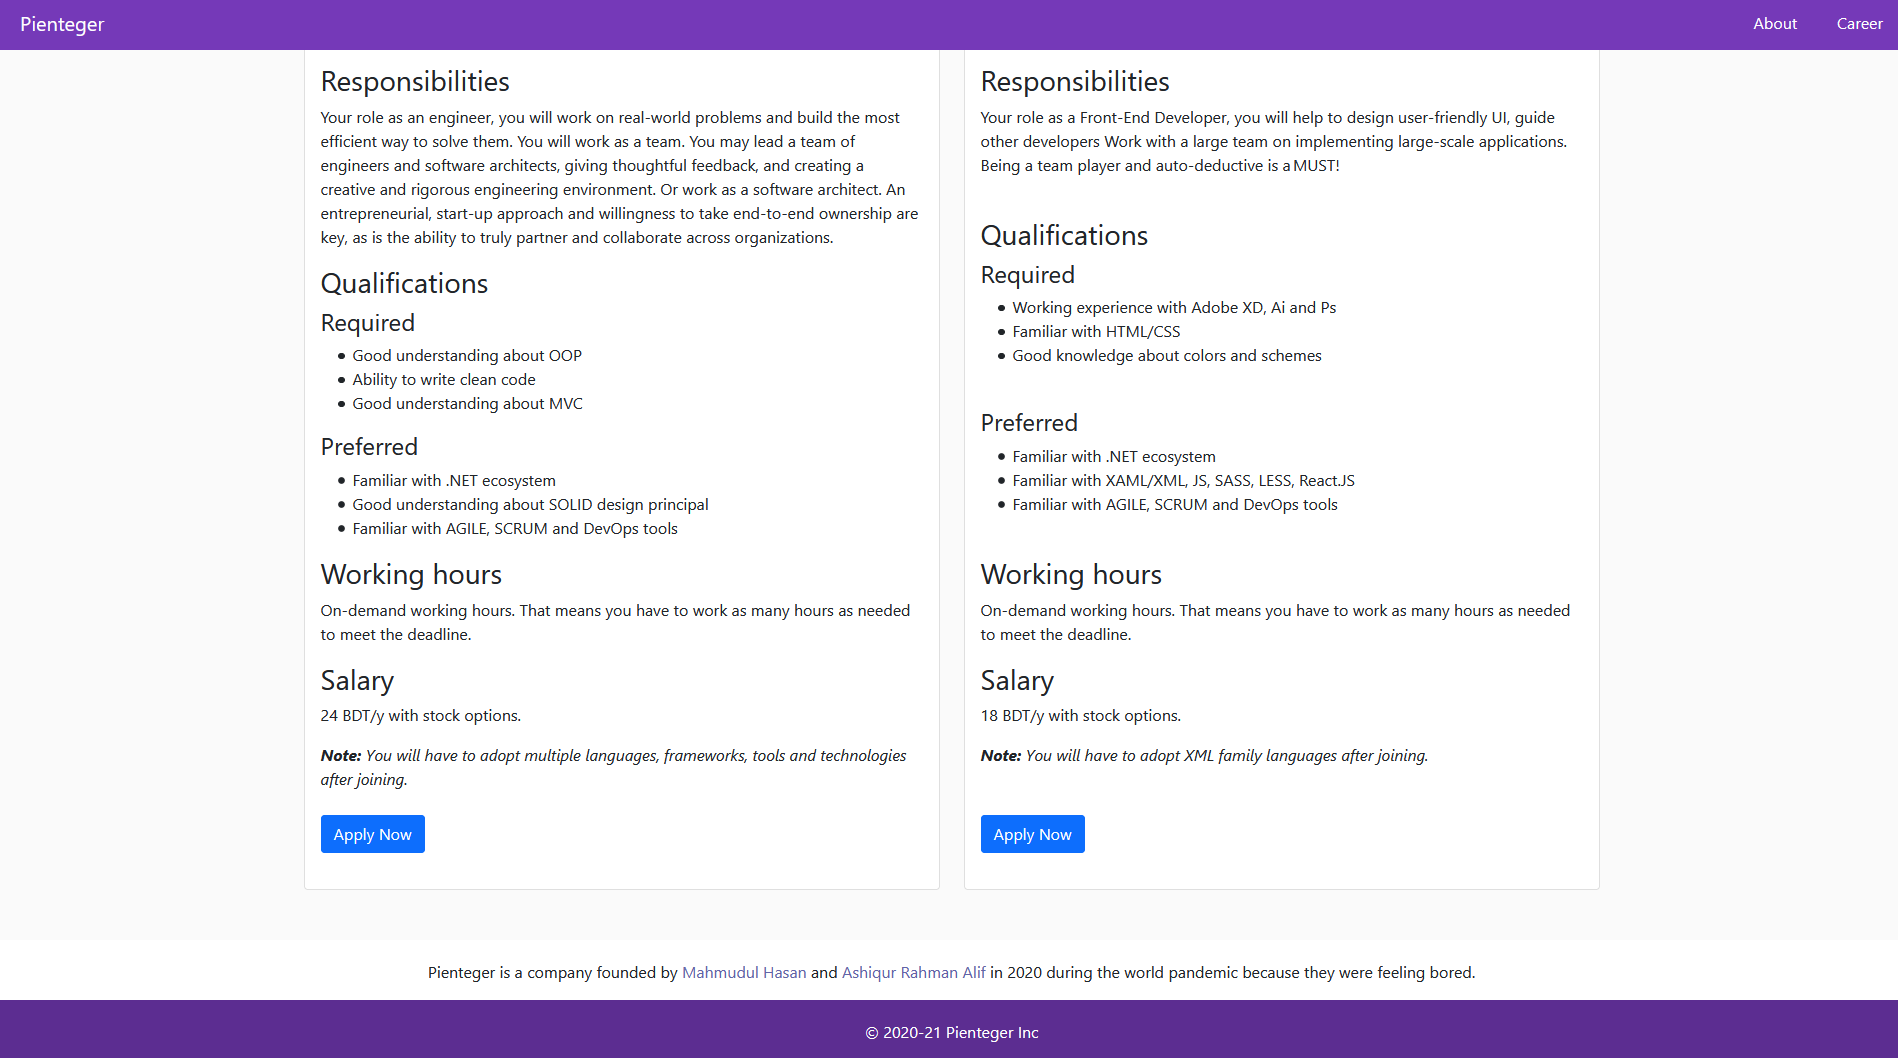 Pienteger
About
Career
Responsibilities
Your role as an engineer, you will work on real-world problems and build the most
efficient way to solve them. You will work as a team. You may lead a team of
engineers and software architects, giving thoughtful feedback, and creating a
creative and rigorous engineering environment. Or work as a software architect. An
entrepreneurial, start-up approach and willingness to take end-to-end ownership are
key, as is the ability to truly partner and collaborate across organizations.
Qualifications
Required
• Good understanding about OOP
• Ability to write clean code
• Good understanding about MVC
Preferred
• Familiar with .NET ecosystem
• Good understanding about SOLID design principal
• Familiar with AGILE, SCRUM and DevOps tools
Working hours
On-demand working hours. That means you have to work as many hours as needed
to meet the deadline.
Salary
24 BDT/y with stock options.
Note: You will have to adopt multiple languages, frameworks, tools and technologies
after joining.
Apply Now
Responsibilities
Your role as a Front-End Developer, you will help to design user-friendly UI, guide
other developers Work with a large team on implementing large-scale applications.
Being a team player and auto-deductive is a MUST!
Qualifications
Required
• Working experience with Adobe XD, Ai and Ps
• Familiar with HTML/CSS
• Good knowledge about colors and schemes
Preferred
• Familiar with .NET ecosystem
• Familiar with XAML/XML, JS, SASS, LESS, React.JS
• Familiar with AGILE, SCRUM and DevOps tools
Working hours
On-demand working hours. That means you have to work as many hours as needed
to meet the deadline.
Salary
18 BDT/y with stock options.
Note: You will have to adopt XML family languages after joining.
Apply Now
Pienteger is a company founded by Mahmudul Hasan and Ashiqur Rahman Alif in 2020 during the world pandemic because they were feeling bored.
© 2020-21 Pienteger Inc